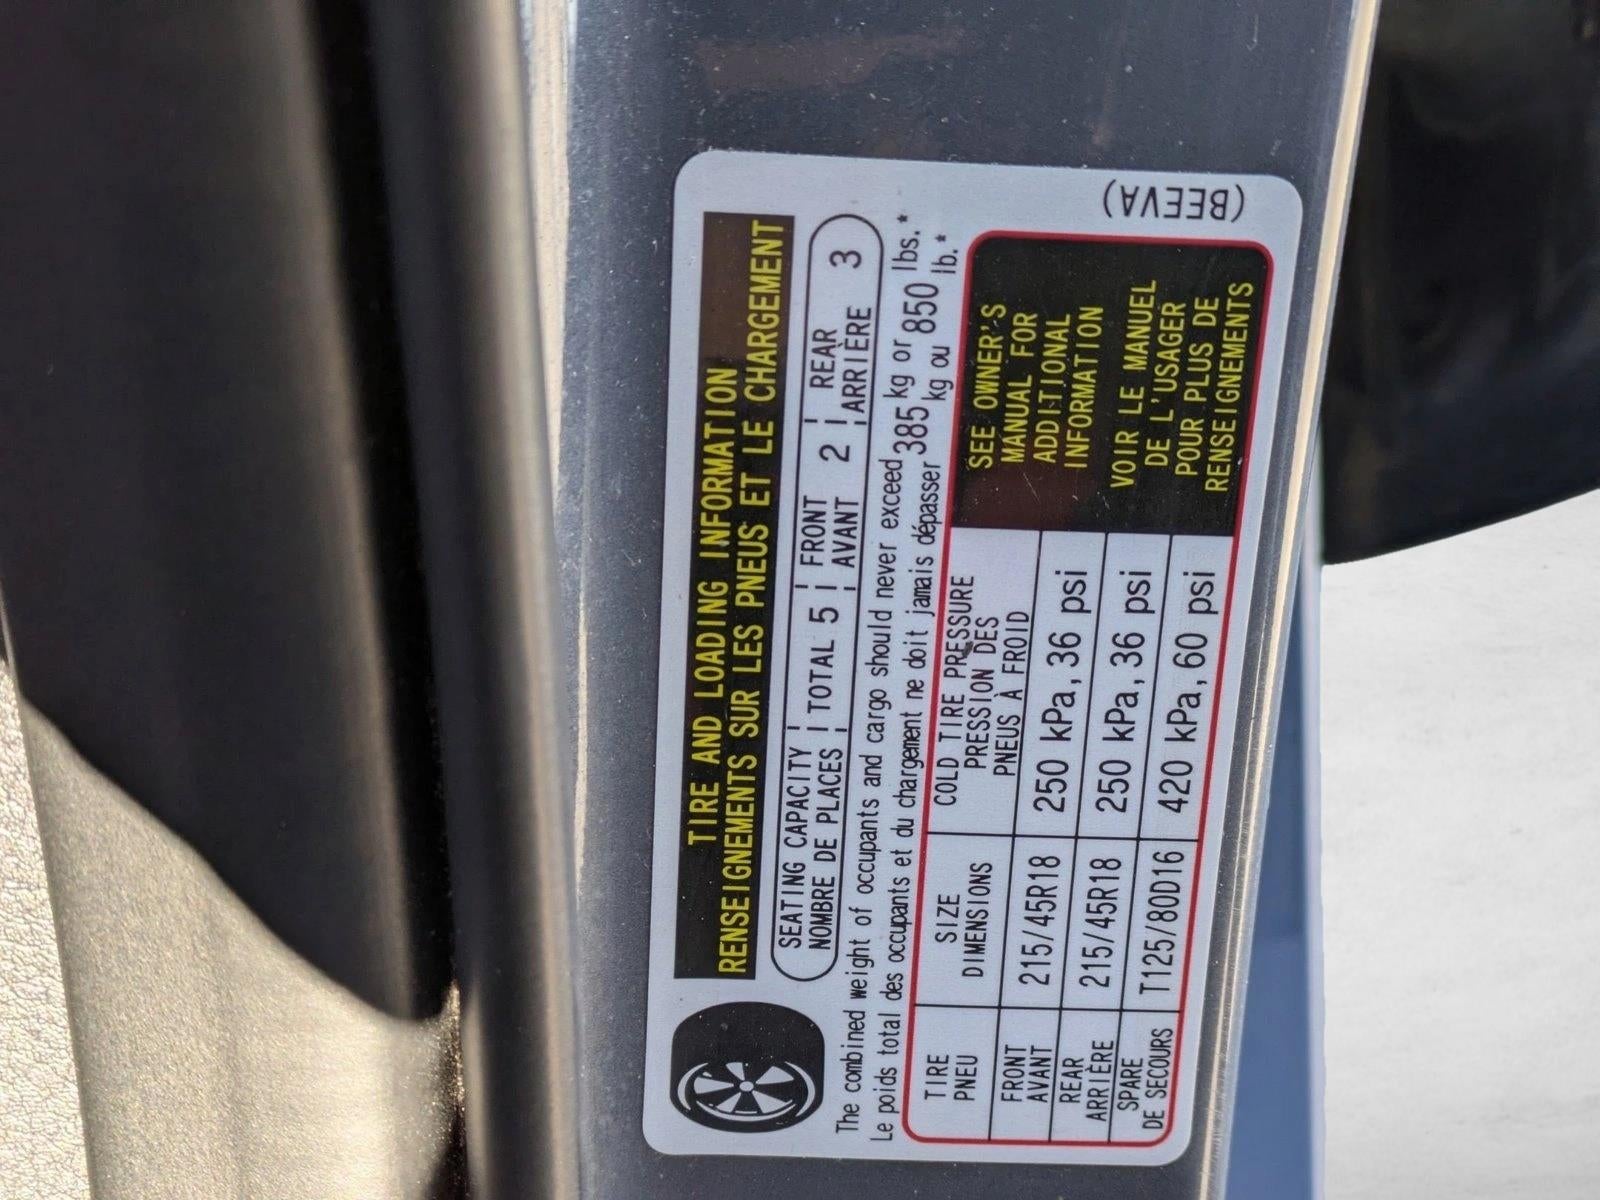 TIRE AND LOADING INFORMATION
RENSEIGNEMENTS SUR LES PNEUS ET LE CHARGEMENT
SEATING CAPACITY TOTAL 5 FRONT 2 REAR 3
NOMBRE DE PLACES AVANT ARRIÈRE
The combined weight of occupants and cargo should never exceed 385 kg or 850 lbs.*
Le poids total des occupants et du chargement ne doit jamais dépasser kg ou lb.*
TIRE SIZE COLD TIRE PRESSURE
PNEU DIMENSIONS PRESSION DES
PNEUS À FROID
FRONT 215/45R18 250 kPa, 36 psi
AVANT
REAR 215/45R18 250 kPa, 36 psi
ARRIÈRE
SPARE T125/80D16 420 kPa, 60 psi
DE SECOURS
SEE OWNER'S
MANUAL FOR
ADDITIONAL
INFORMATION
VOIR LE MANUEL
DE L'USAGER
POUR PLUS DE
RENSEIGNEMENTS
(BEEVA)